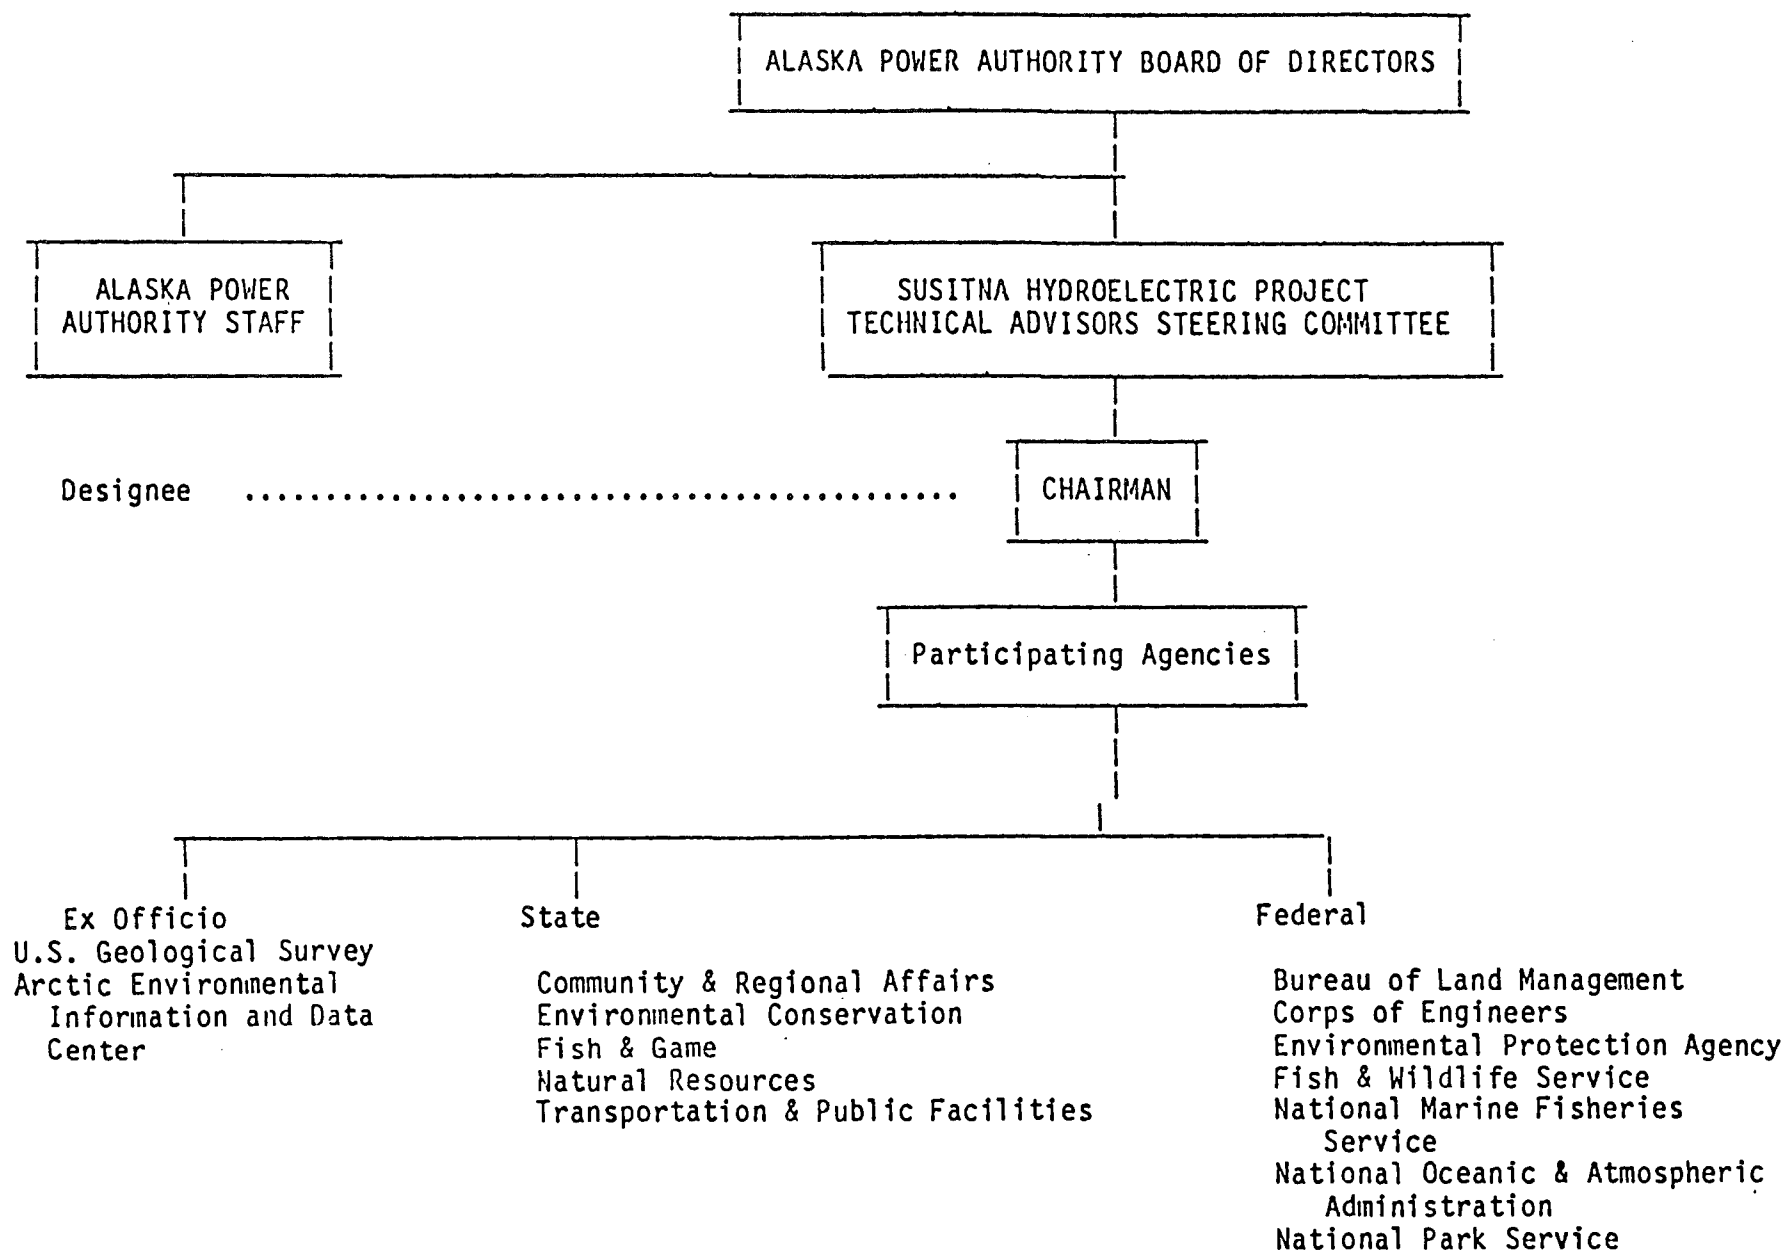 ALASKA POWER AUTHORITY BOARD OF DIRECTORS
ALASKA POWER
AUTHORITY STAFF
SUSITNA HYDROELECTRIC PROJECT
TECHNICAL ADVISORS STEERING COMMITTEE
Designee ............................................ CHAIRMAN
Participating Agencies
Ex Officio
U.S. Geological Survey
Arctic Environmental
Information and Data
Center
State
Community & Regional Affairs
Environmental Conservation
Fish & Game
Natural Resources
Transportation & Public Facilities
Federal
Bureau of Land Management
Corps of Engineers
Environmental Protection Agency
Fish & Wildlife Service
National Marine Fisheries
Service
National Oceanic & Atmospheric
Administration
National Park Service